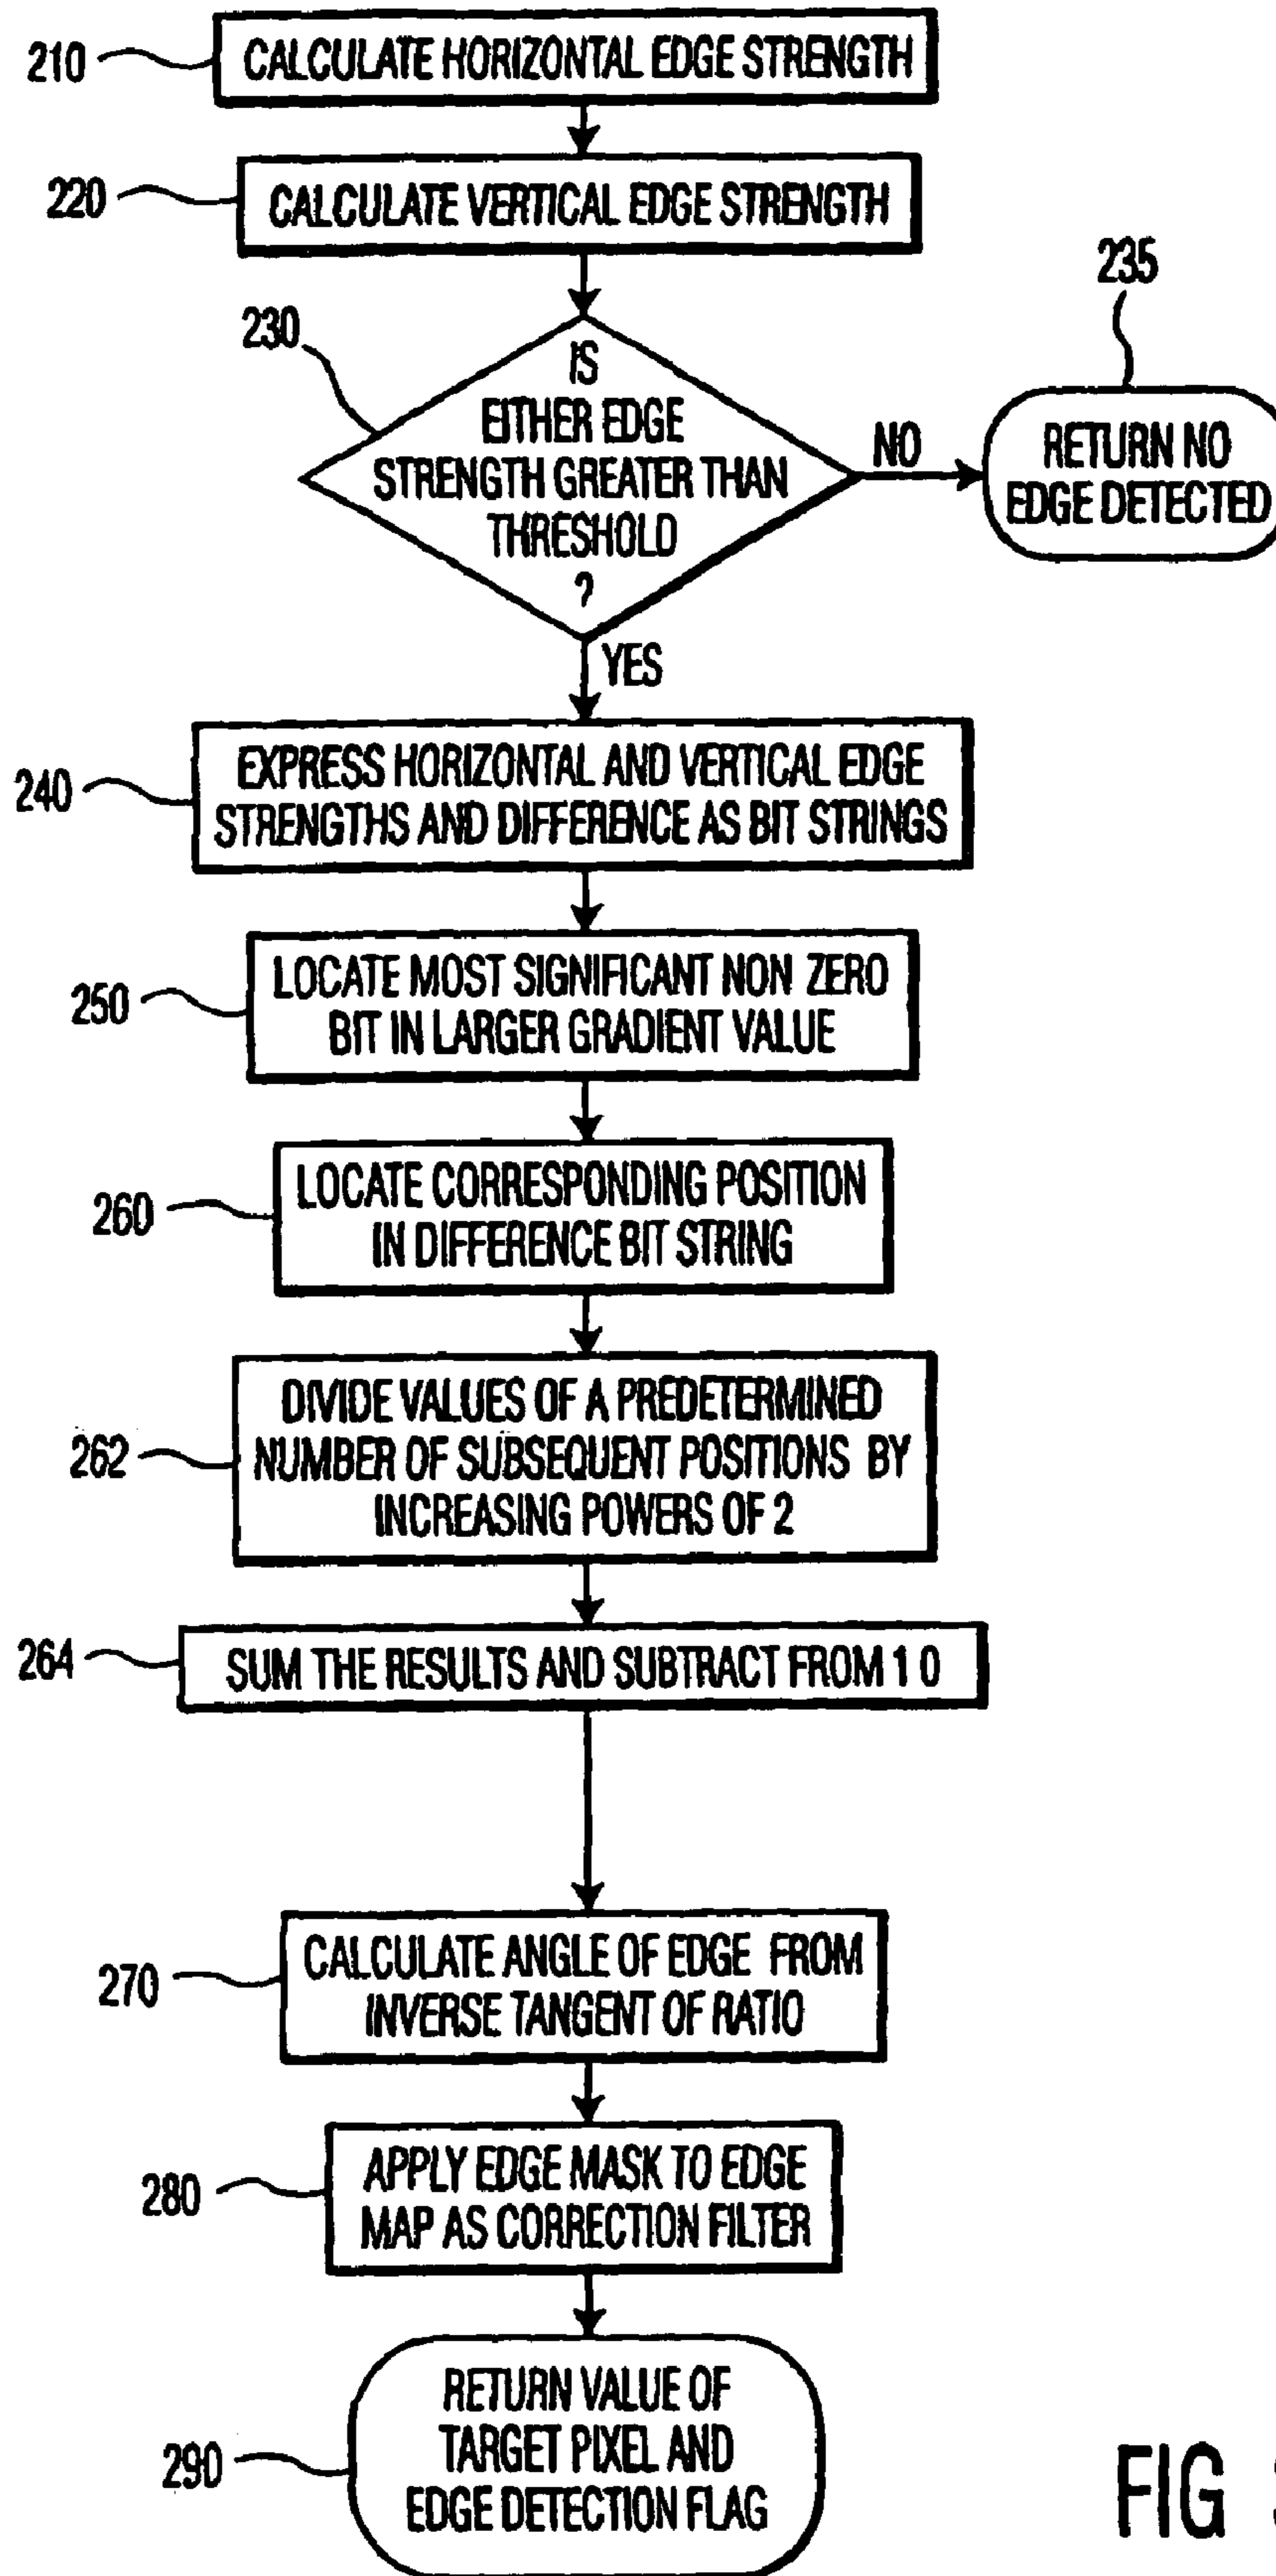 210
CALCULATE HORIZONTAL EDGE STRENGTH
220
CALCULATE VERTICAL EDGE STRENGTH
235
230
IS
EITHER EDGE
STRENGTH GREATER THAN
THRESHOLD
?
NO
RETURN NO
EDGE DETECTED
YES
240
EXPRESS HORIZONTAL AND VERTICAL EDGE
STRENGTHS AND DIFFERENCE AS BIT STRINGS
250
LOCATE MOST SIGNIFICANT NON ZERO
BIT IN LARGER GRADIENT VALUE
260
LOCATE CORRESPONDING POSITION
IN DIFFERENCE BIT STRING
262
DIVIDE VALUES OF A PREDETERMINED
NUMBER OF SUBSEQUENT POSITIONS BY
INCREASING POWERS OF 2
264
SUM THE RESULTS AND SUBTRACT FROM 1 0
270
CALCULATE ANGLE OF EDGE FROM
INVERSE TANGENT OF RATIO
280
APPLY EDGE MASK TO EDGE
MAP AS CORRECTION FILTER
290
RETURN VALUE OF
TARGET PIXEL AND
EDGE DETECTION FLAG
FIG